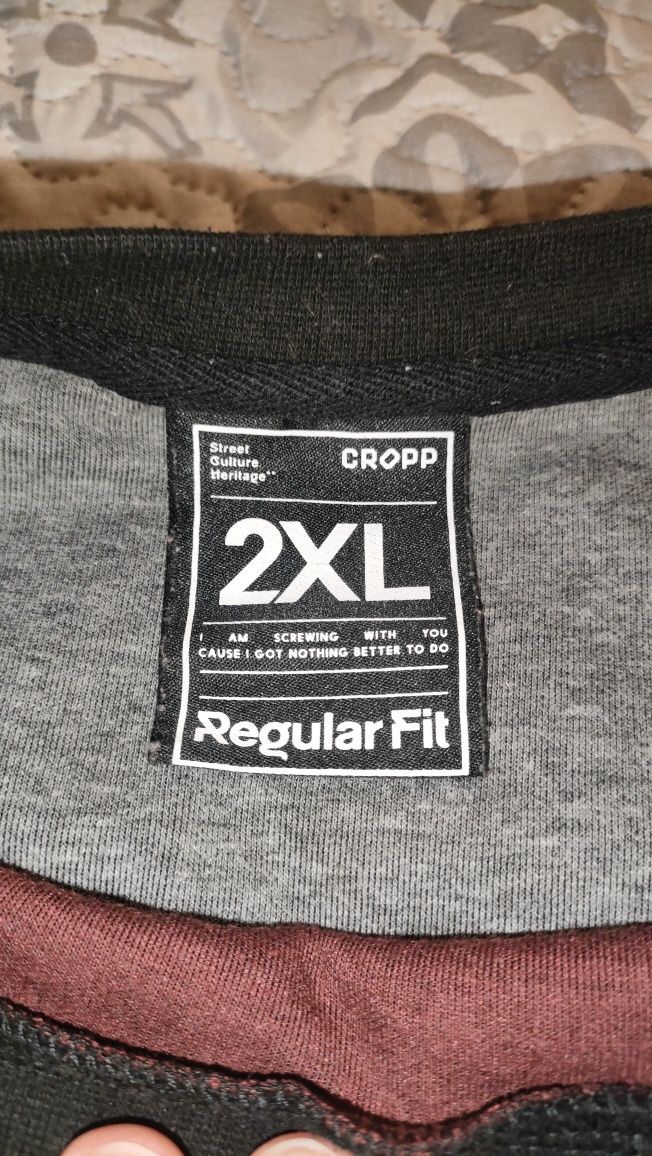 Street
Culture
Heritage**
CROPP
2XL
I AM SCREWING WITH YOU
CAUSE I GOT NOTHING BETTER TO DO
Regular Fit